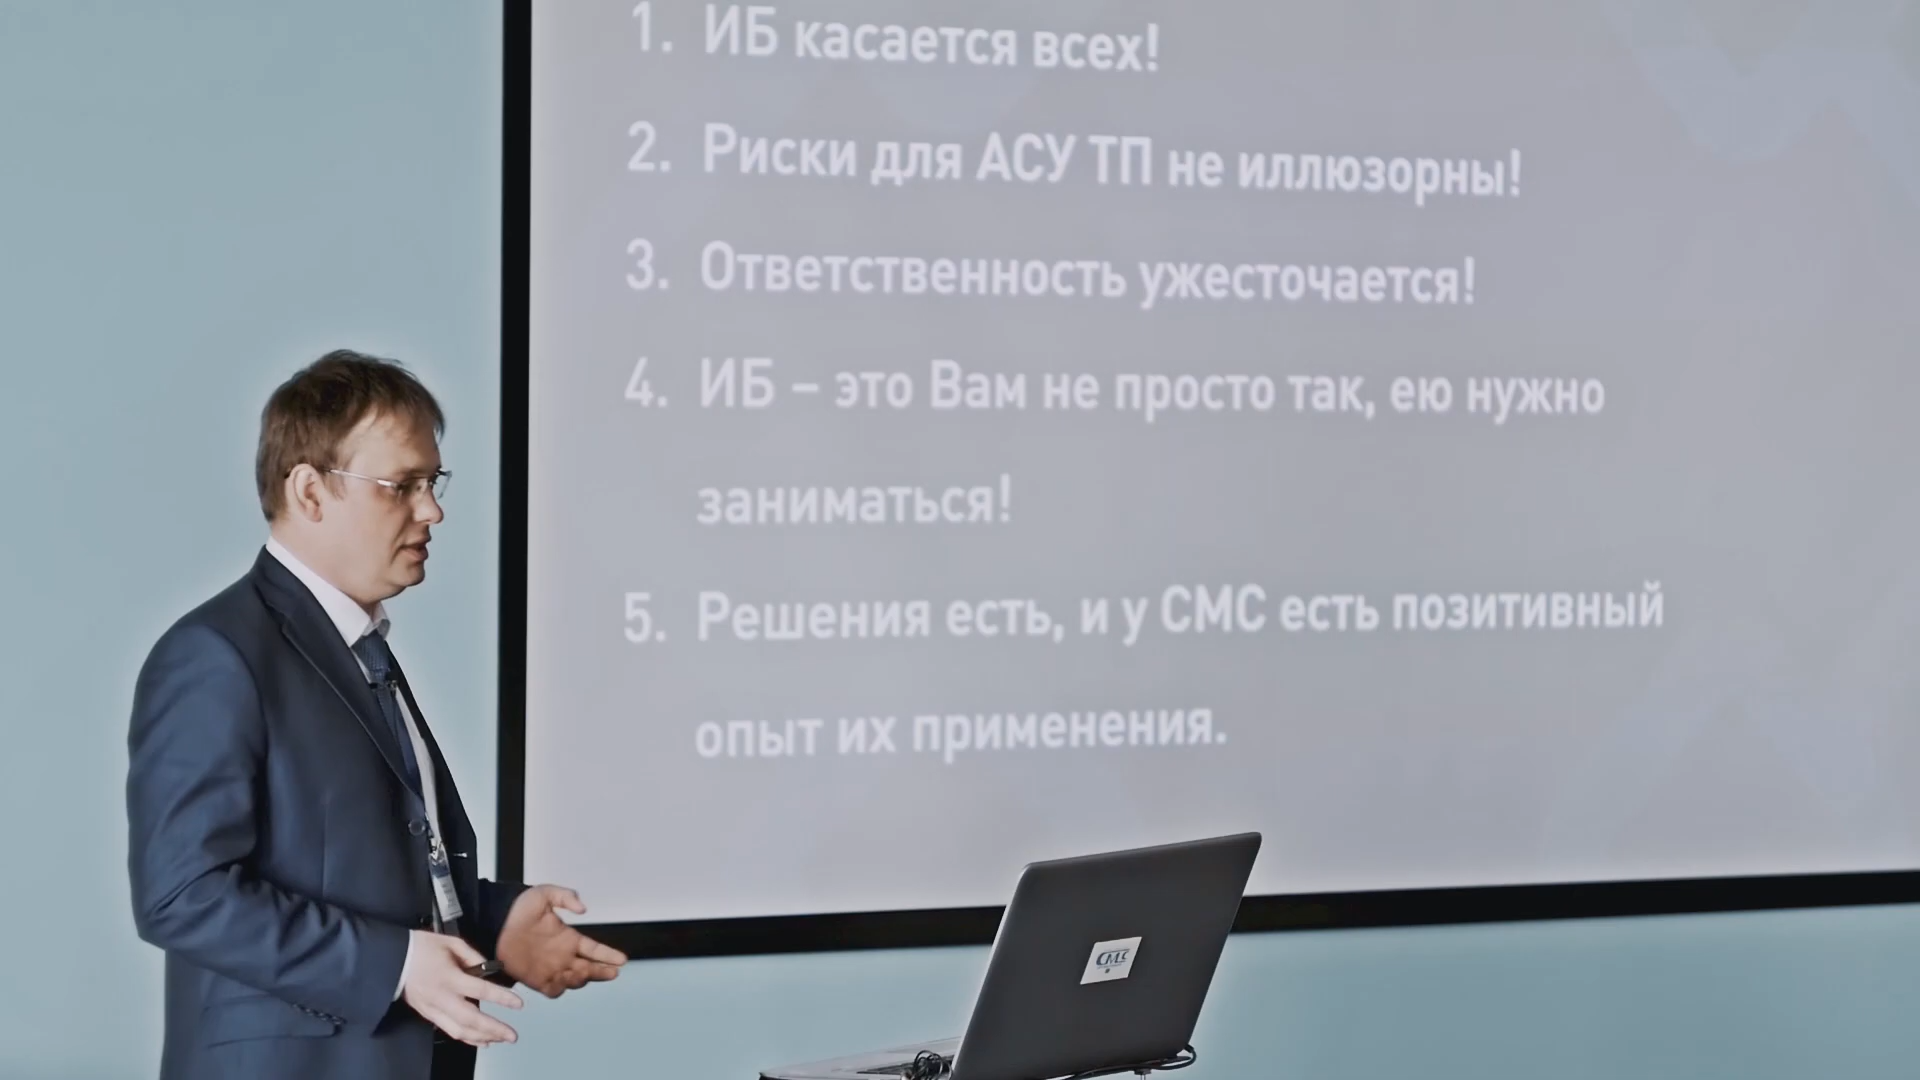 1. ИБ касается всех!
2. Риски для АСУ ТП не иллюзорны!
3. Ответственность ужесточается!
4. ИБ – это Вам не просто так, ею нужно
заниматься!
5. Решения есть, и у СМС есть позитивный
опыт их применения.
СМС